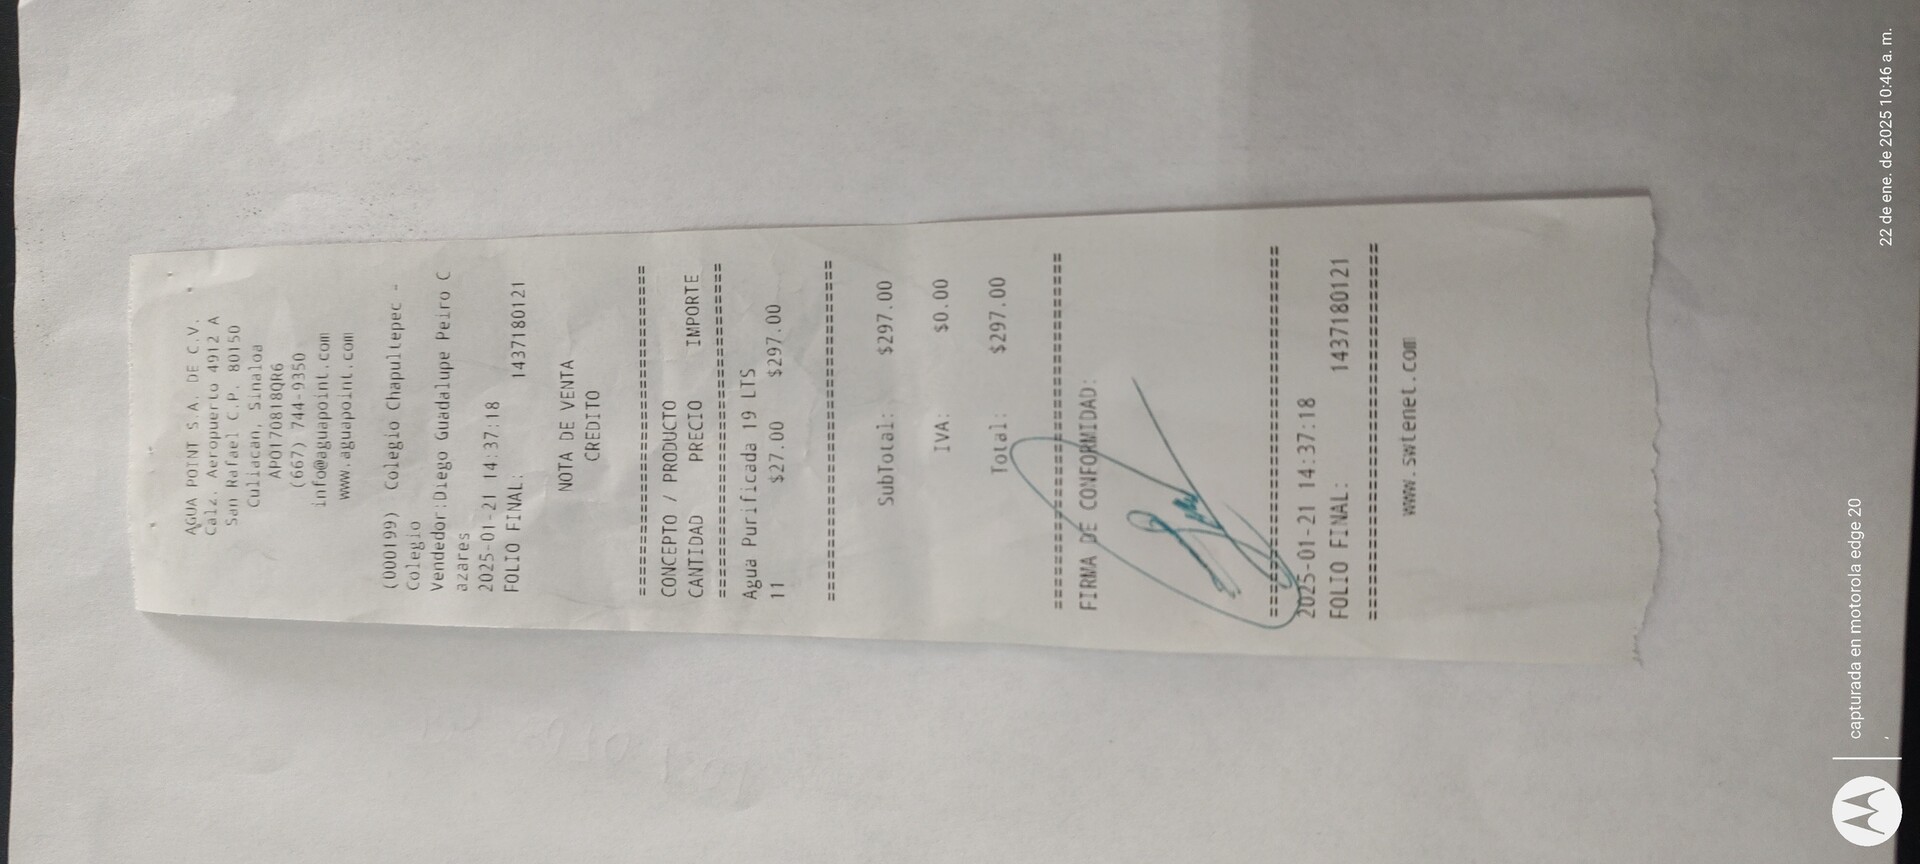 AGUA POINT S.A. DE C.V.
Calz. Aeropuerto 4912 A
San Rafael C.P. 80150
Culiacan, Sinaloa
APO170818QR6
(667) 744-9350
info@aguapoint.com
www.aguapoint.com
(000199) Colegio Chapultepec -
Colegio
Vendedor:Diego Guadalupe Peiro C
azares
2025-01-21 14:37:18
FOLIO FINAL: 1437180121
NOTA DE VENTA
CREDITO
================================
CONCEPTO / PRODUCTO
CANTIDAD PRECIO IMPORTE
================================
Agua Purificada 19 LTS
11 $27.00 $297.00
================================
SubTotal: $297.00
IVA: $0.00
Total: $297.00
================================
FIRMA DE CONFORMIDAD:
================================
2025-01-21 14:37:18
FOLIO FINAL: 1437180121
================================
www.swtenet.com
capturada en motorola edge 20
22 de ene. de 2025 10:46 a. m.